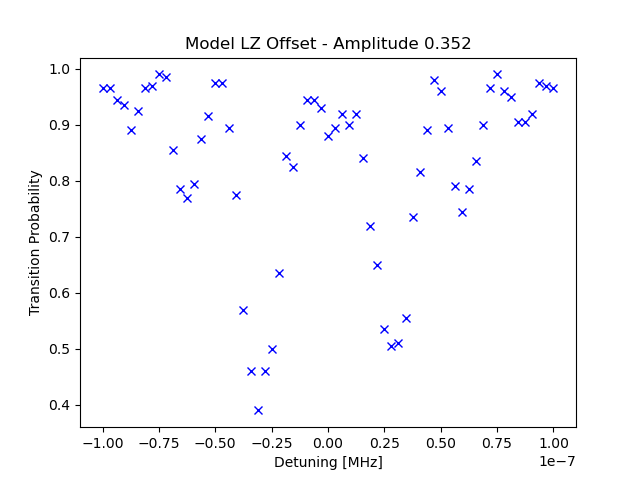 Model LZ Offset - Amplitude 0.352
Transition Probability
1.0
0.9
0.8
0.7
0.6
0.5
0.4
−1.00 −0.75 −0.50 −0.25 0.00 0.25 0.50 0.75 1.00
Detuning [MHz]
1e−7